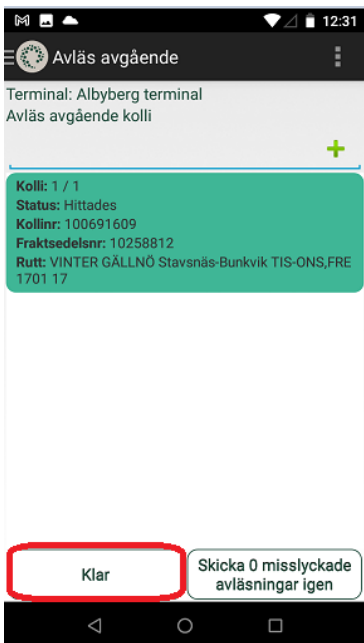 12:31
Avläs avgående
Terminal: Albyberg terminal
Avläs avgående kolli
Kolli: 1 / 1
Status: Hittades
Kollinr: 100691609
Fraktsedelsnr: 10258812
Rutt: VINTER GÄLLNÖ Stavsnäs-Bunkvik TIS-ONS,FRE
1701 17
Klar
Skicka 0 misslyckade
avläsningar igen